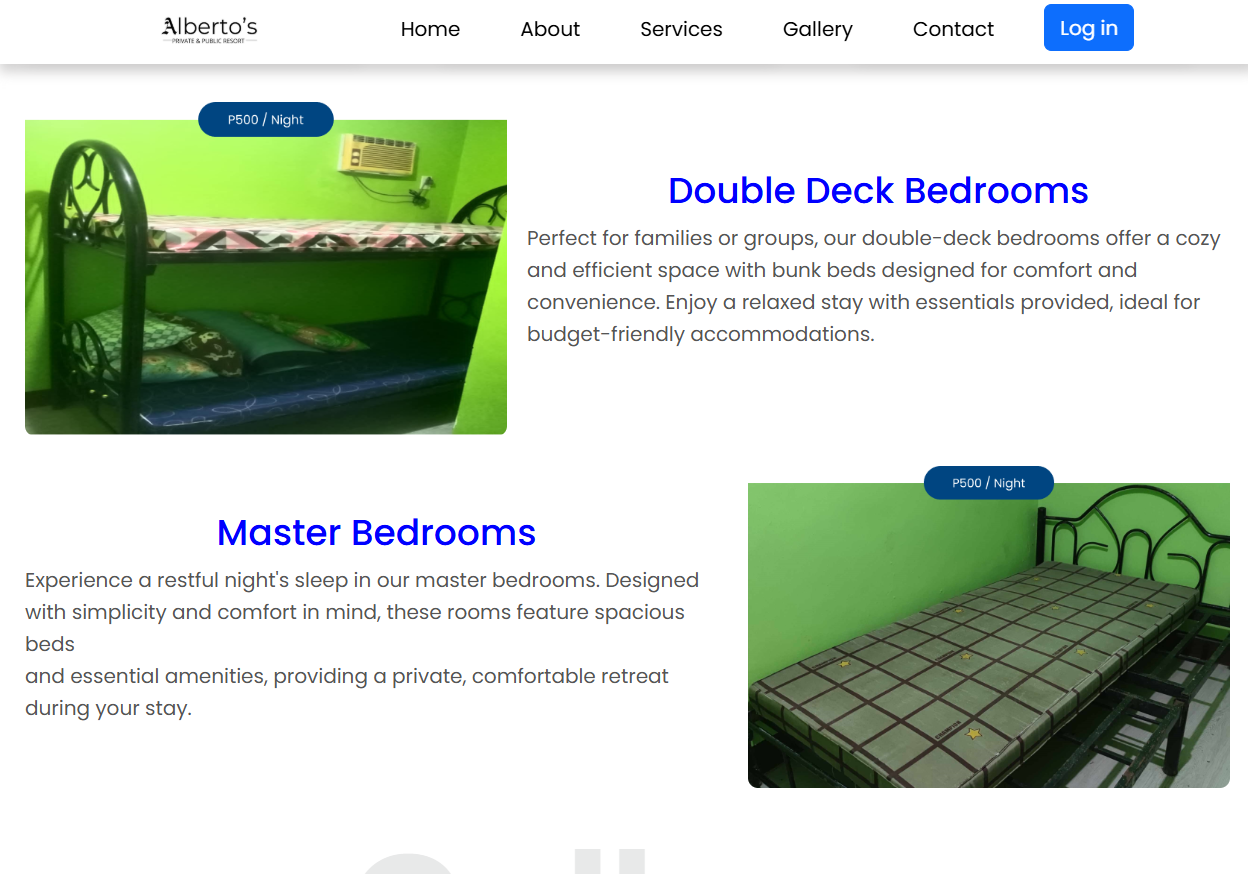 Alberto's
PRIVATE & PUBLIC RESORT
Home
About
Services
Gallery
Contact
Log in
P500 / Night
Double Deck Bedrooms
Perfect for families or groups, our double-deck bedrooms offer a cozy
and efficient space with bunk beds designed for comfort and
convenience. Enjoy a relaxed stay with essentials provided, ideal for
budget-friendly accommodations.
P500 / Night
Master Bedrooms
Experience a restful night's sleep in our master bedrooms. Designed
with simplicity and comfort in mind, these rooms feature spacious
beds
and essential amenities, providing a private, comfortable retreat
during your stay.
CHAMPION